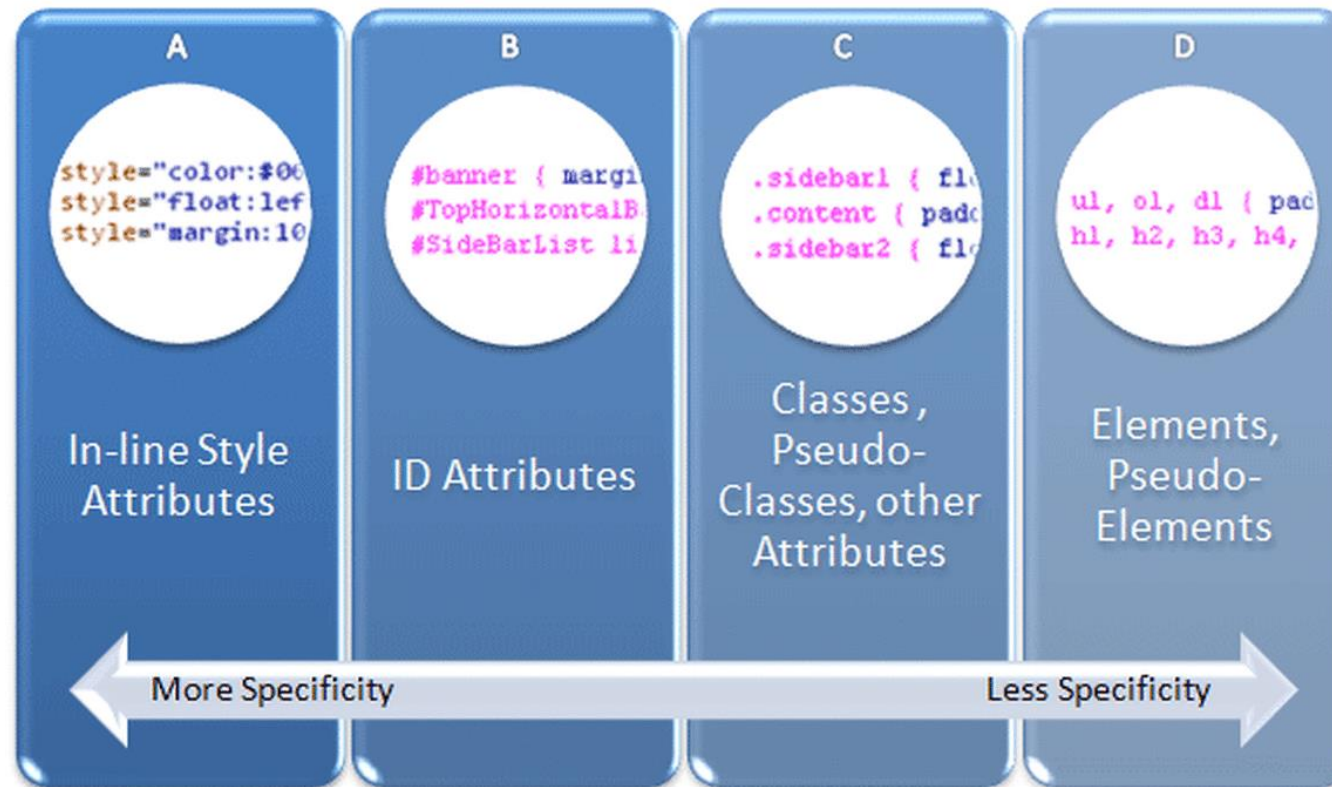 A
style="color:#00
style="float:lef
style="margin:10
In-line Style
Attributes
B
#banner { margi
#TopHorizontalB
#SideBarList li
ID Attributes
C
.sidebar1 { flo
.content { padd
.sidebar2 { flo
Classes ,
Pseudo-
Classes, other
Attributes
D
ul, ol, dl { pad
h1, h2, h3, h4,
Elements,
Pseudo-
Elements
More Specificity
Less Specificity